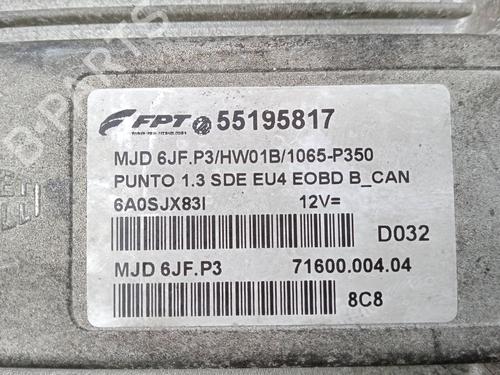 FPT 55195817
MJD 6JF.P3/HW01B/1065-P350
PUNTO 1.3 SDE EU4 EOBD B_CAN
6A0SJX83I 12V=
D032
MJD 6JF.P3 71600.004.04
8C8